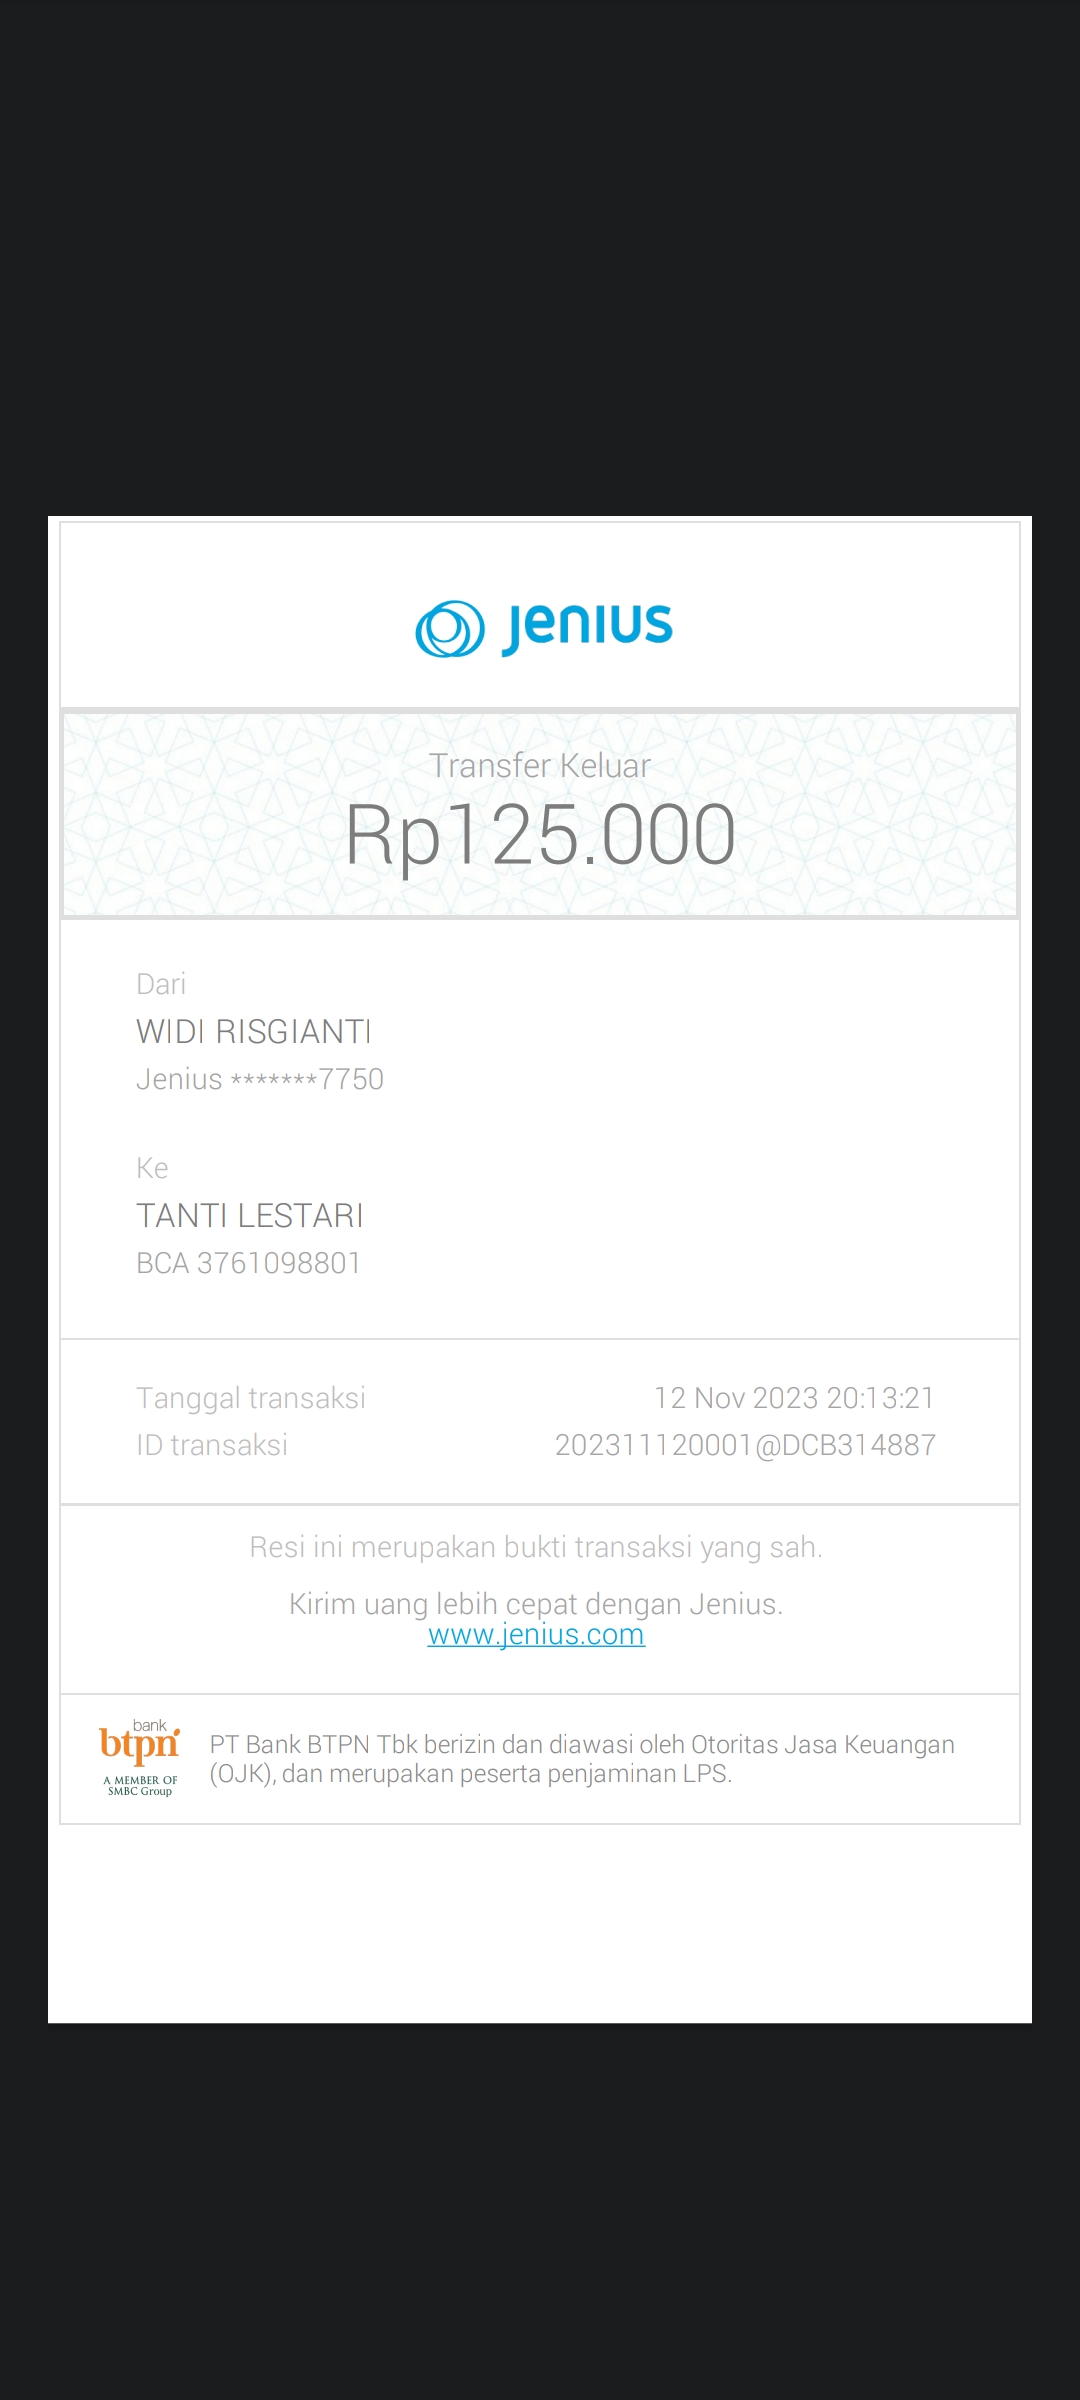 jenius
Transfer Keluar
Rp125.000
Dari
WIDI RISGIANTI
Jenius *******7750
Ke
TANTI LESTARI
BCA 3761098801
Tanggal transaksi 12 Nov 2023 20:13:21
ID transaksi 202311120001@DCB314887
Resi ini merupakan bukti transaksi yang sah.
Kirim uang lebih cepat dengan Jenius.
www.jenius.com
bank
btpn
A MEMBER OF
SMBC Group
PT Bank BTPN Tbk berizin dan diawasi oleh Otoritas Jasa Keuangan
(OJK), dan merupakan peserta penjaminan LPS.